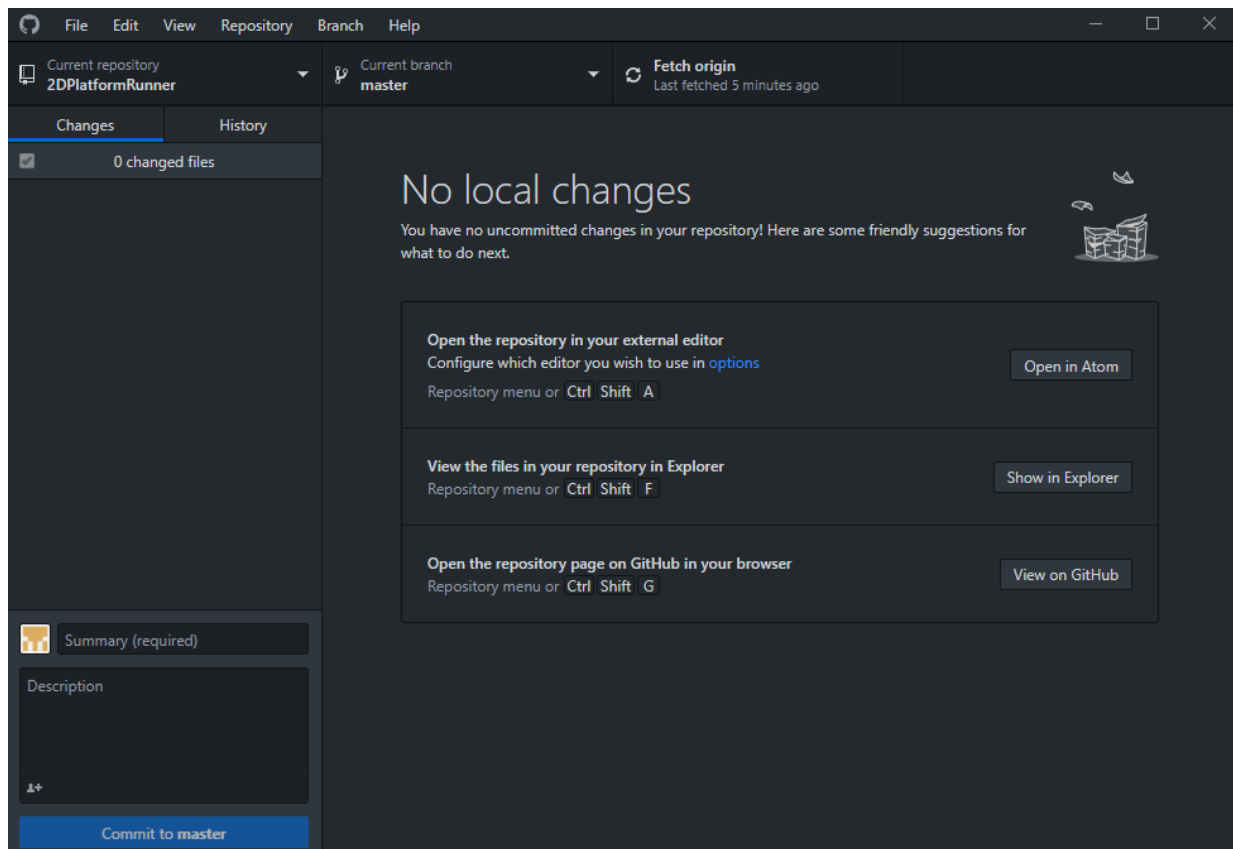 File Edit View Repository Branch Help
Current repository
2DPlatformRunner
Current branch
master
Fetch origin
Last fetched 5 minutes ago
Changes
History
0 changed files
No local changes
You have no uncommitted changes in your repository! Here are some friendly suggestions for
what to do next.
Open the repository in your external editor
Configure which editor you wish to use in options
Repository menu or Ctrl Shift A
Open in Atom
View the files in your repository in Explorer
Repository menu or Ctrl Shift F
Show in Explorer
Open the repository page on GitHub in your browser
Repository menu or Ctrl Shift G
View on GitHub
Summary (required)
Description
Commit to master